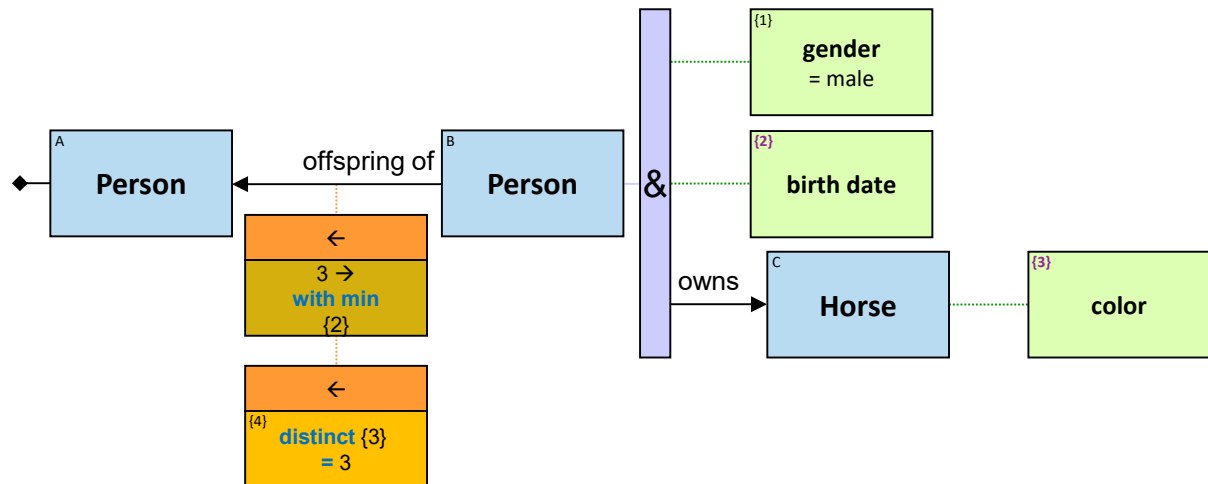 {1}
gender
= male
A
Person
offspring of
B
Person
&
{2}
birth date
←
3 →
with min
{2}
owns
C
Horse
{3}
color
←
{4}
distinct {3}
= 3